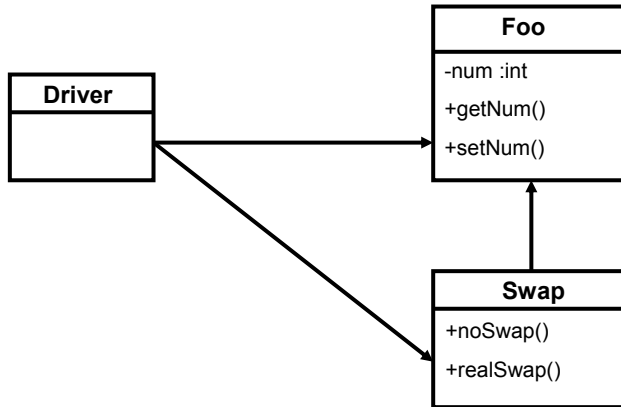 Driver
Foo
-num :int
+getNum()
+setNum()
Swap
+noSwap()
+realSwap()